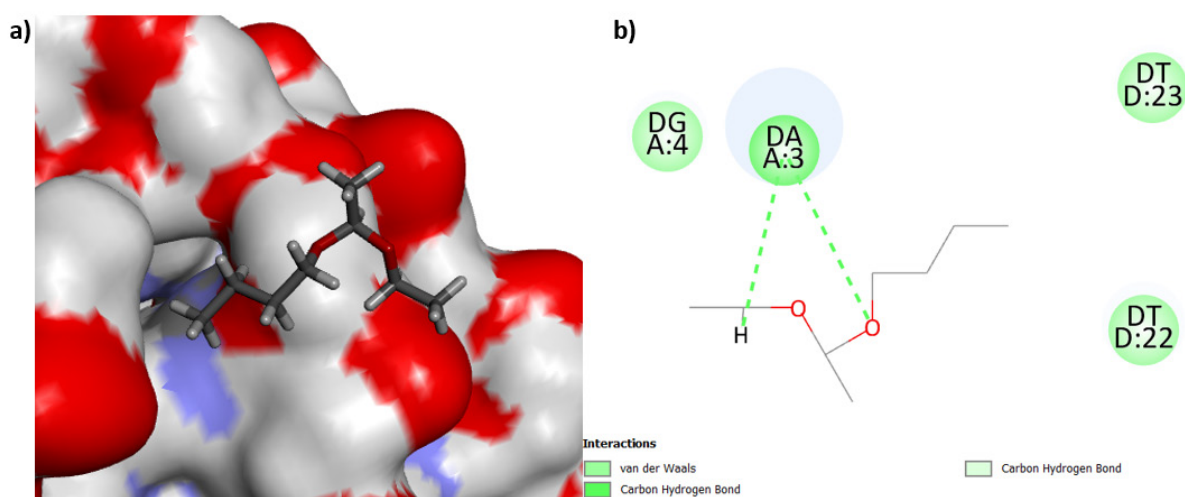 a)
b)
DG
A:4
DA
A:3
DT
D:23
O
H
O
DT
D:22
Interactions
van der Waals
Carbon Hydrogen Bond
Carbon Hydrogen Bond